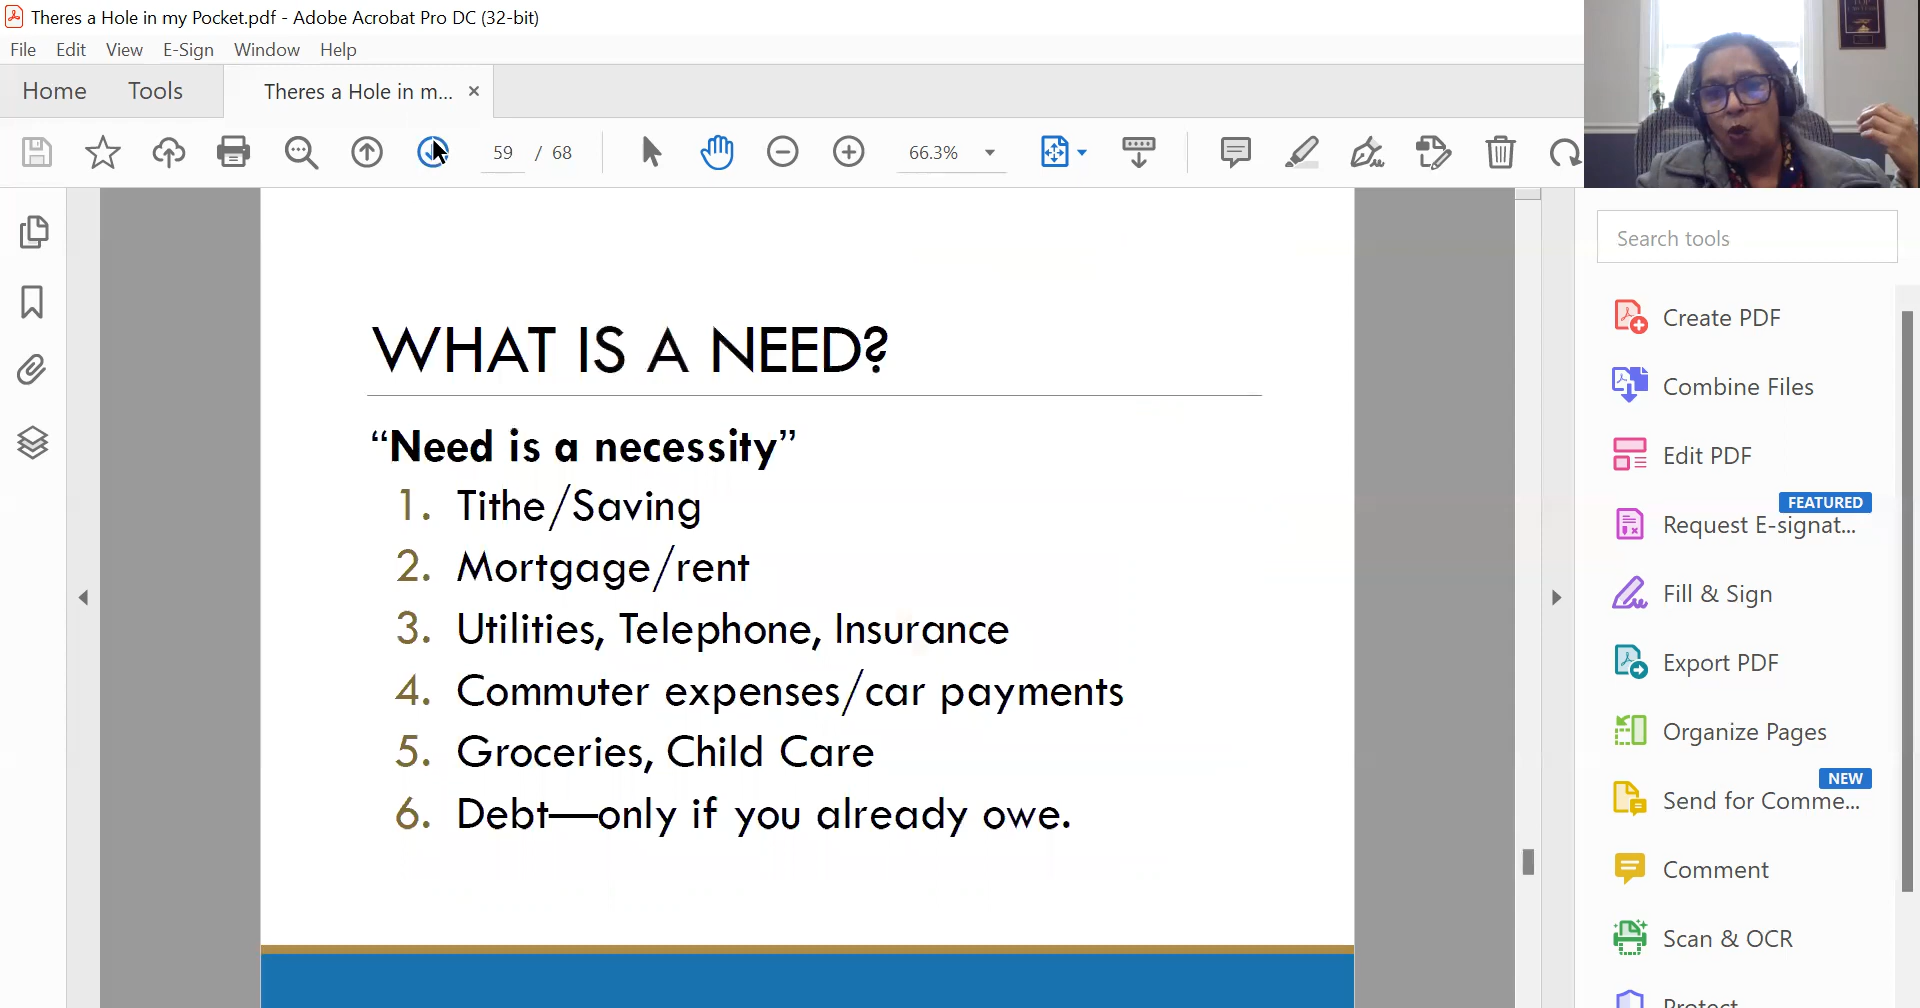 Theres a Hole in my Pocket.pdf - Adobe Acrobat Pro DC (32-bit)
File Edit View E-Sign Window Help
Home Tools Theres a Hole in m... ×
59 / 68 66.3%
Search tools
Create PDF
Combine Files
Edit PDF
FEATURED
Request E-signat...
Fill & Sign
Export PDF
Organize Pages
NEW
Send for Comme...
Comment
Scan & OCR
Protect
WHAT IS A NEED?
“Need is a necessity”
1. Tithe/Saving
2. Mortgage/rent
3. Utilities, Telephone, Insurance
4. Commuter expenses/car payments
5. Groceries, Child Care
6. Debt—only if you already owe.